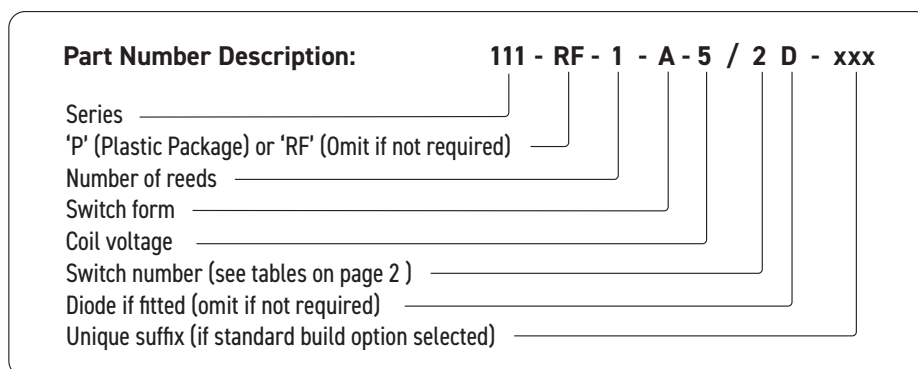 Part Number Description: 111 - RF - 1 - A - 5 / 2 D - xxx
Series
‘P’ (Plastic Package) or ‘RF’ (Omit if not required)
Number of reeds
Switch form
Coil voltage
Switch number (see tables on page 2 )
Diode if fitted (omit if not required)
Unique suffix (if standard build option selected)